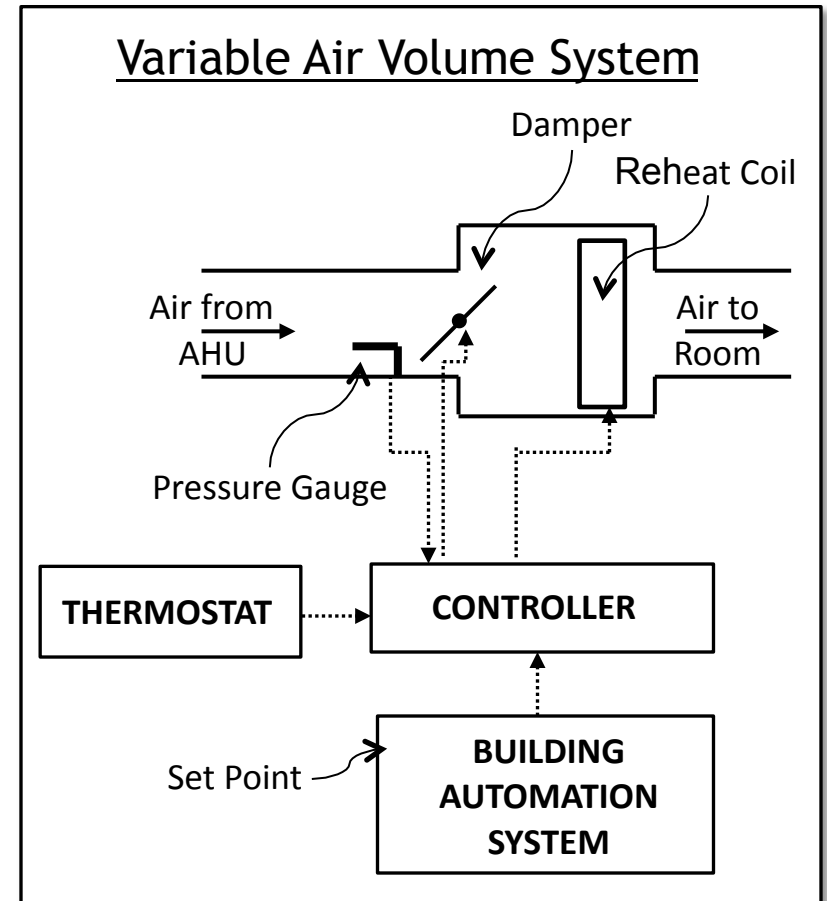 Variable Air Volume System
Damper
Reheat Coil
Air from
AHU
Air to
Room
Pressure Gauge
THERMOSTAT
CONTROLLER
Set Point
BUILDING
AUTOMATION
SYSTEM